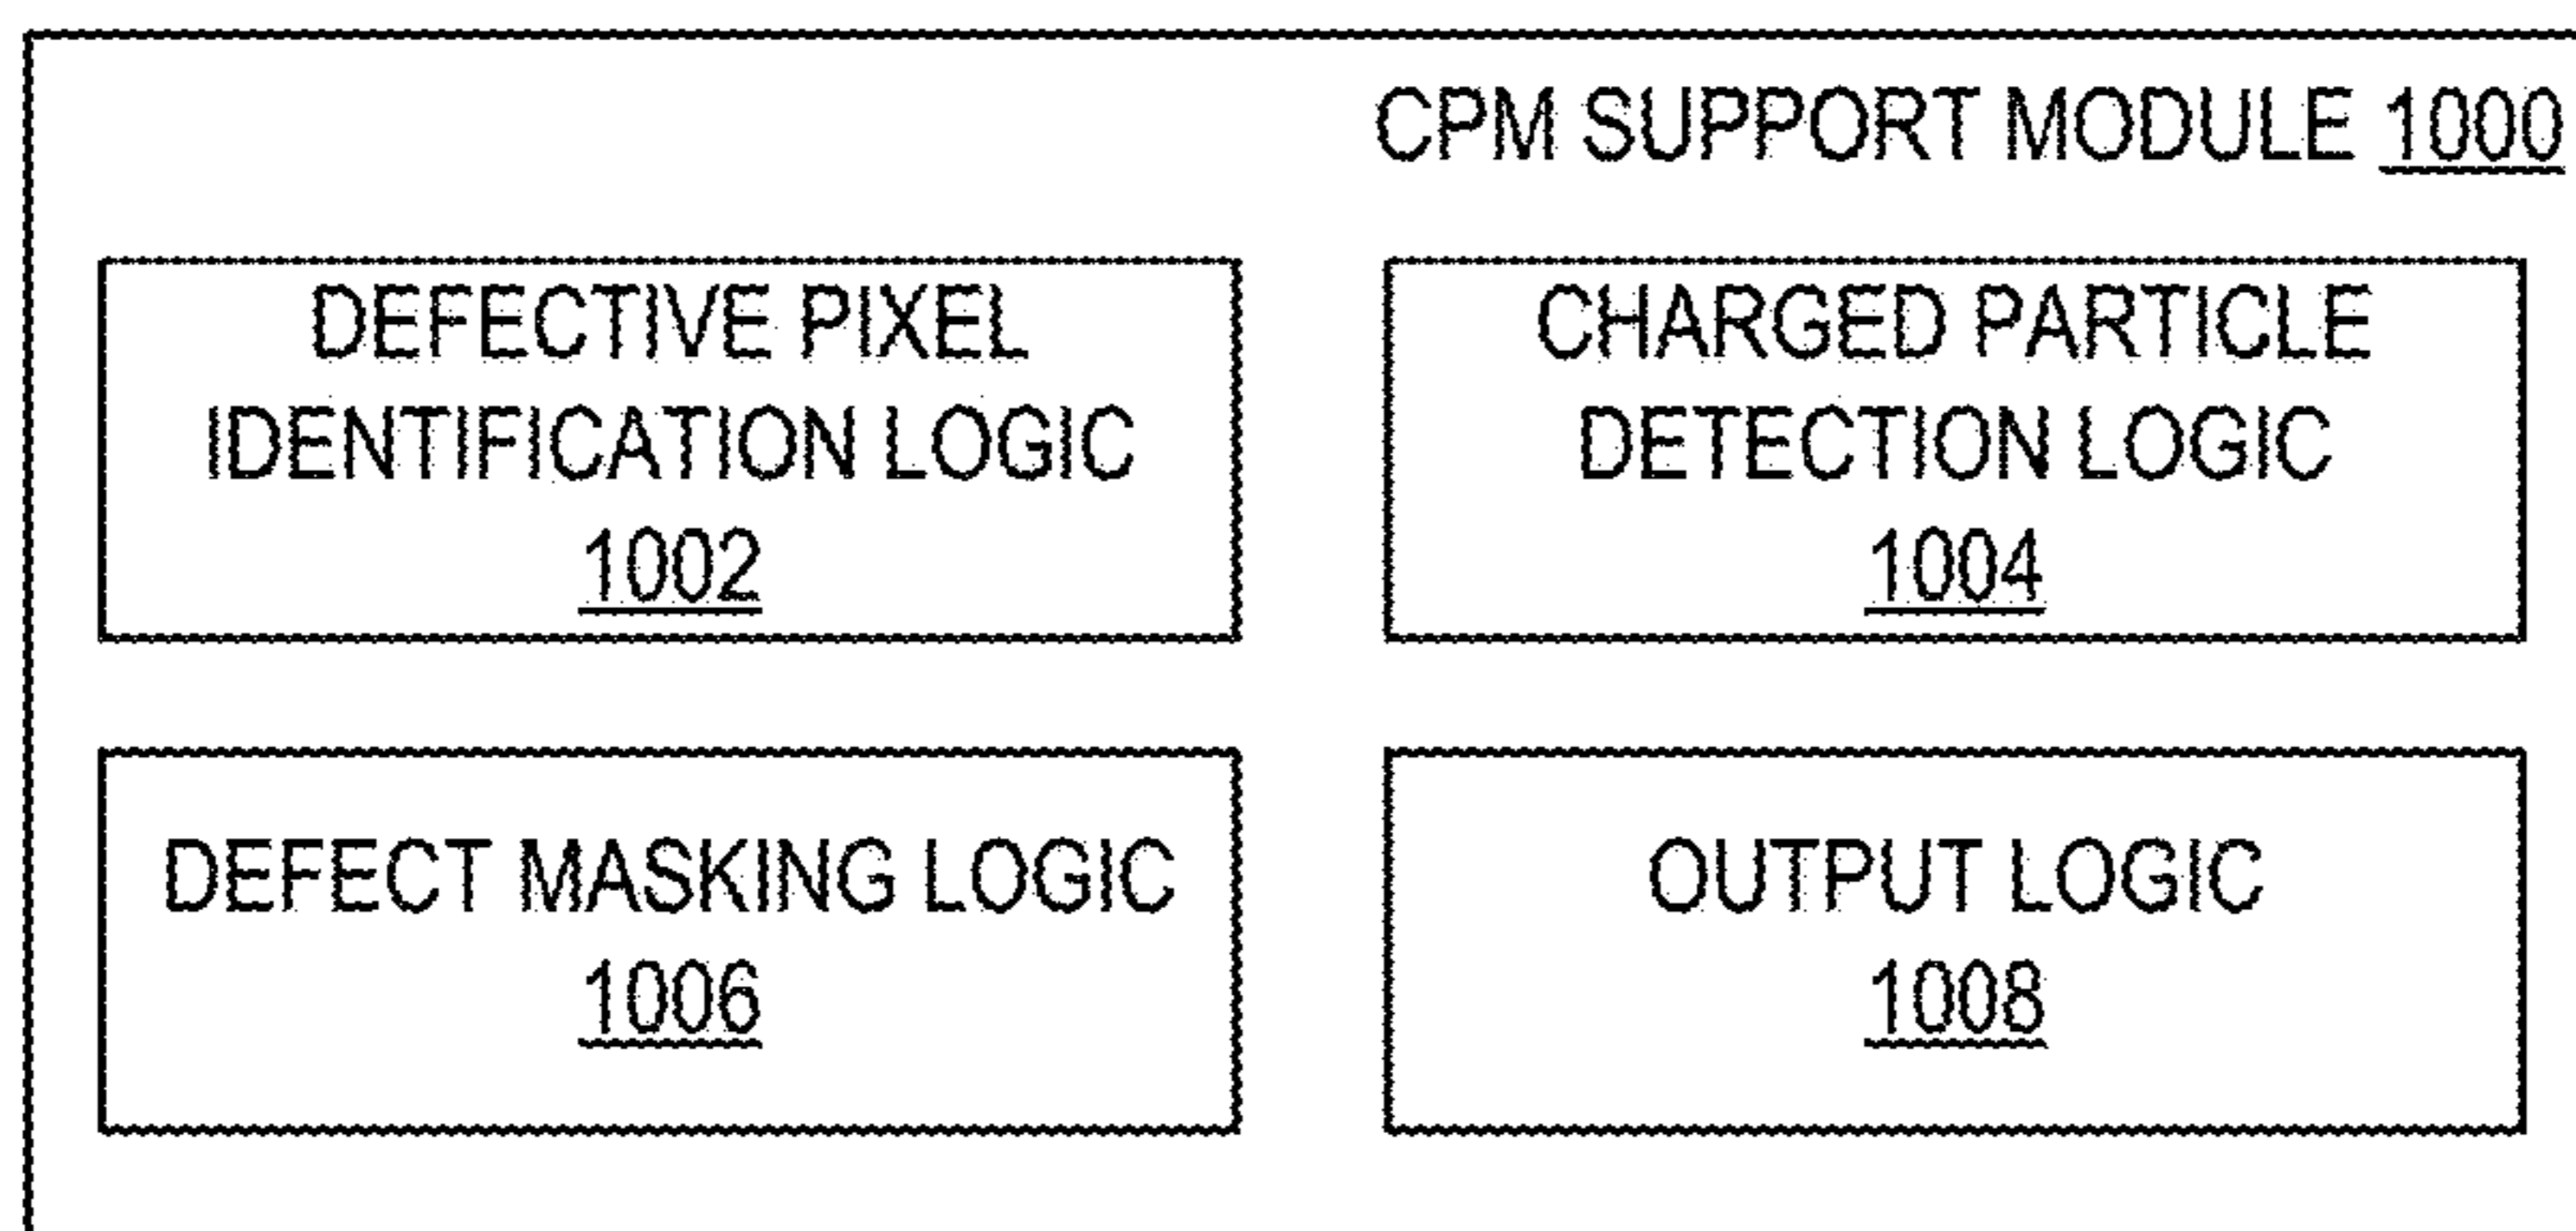 CPM SUPPORT MODULE 1000
DEFECTIVE PIXEL
IDENTIFICATION LOGIC
1002
CHARGED PARTICLE
DETECTION LOGIC
1004
DEFECT MASKING LOGIC
1006
OUTPUT LOGIC
1008